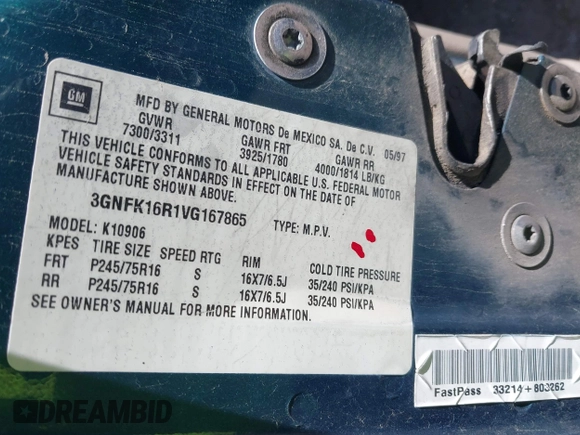 GM
MFD BY GENERAL MOTORS De MEXICO SA. De C.V. 05/97
GVWR GAWR FRT GAWR RR
7300/3311 3925/1780 4000/1814 LB/KG
THIS VEHICLE CONFORMS TO ALL APPLICABLE U.S. FEDERAL MOTOR
VEHICLE SAFETY STANDARDS IN EFFECT ON THE DATE OF
MANUFACTURE SHOWN ABOVE.
3GNFK16R1VG167865
TYPE: M.P.V.
MODEL: K10906
KPES TIRE SIZE SPEED RTG RIM COLD TIRE PRESSURE
FRT P245/75R16 S 16X7/6.5J 35/240 PSI/KPA
RR P245/75R16 S 16X7/6.5J 35/240 PSI/KPA
SEE OWNER'S MANUAL FOR MORE INFORMATION.
FastPass 33214+803262
DREAMBID